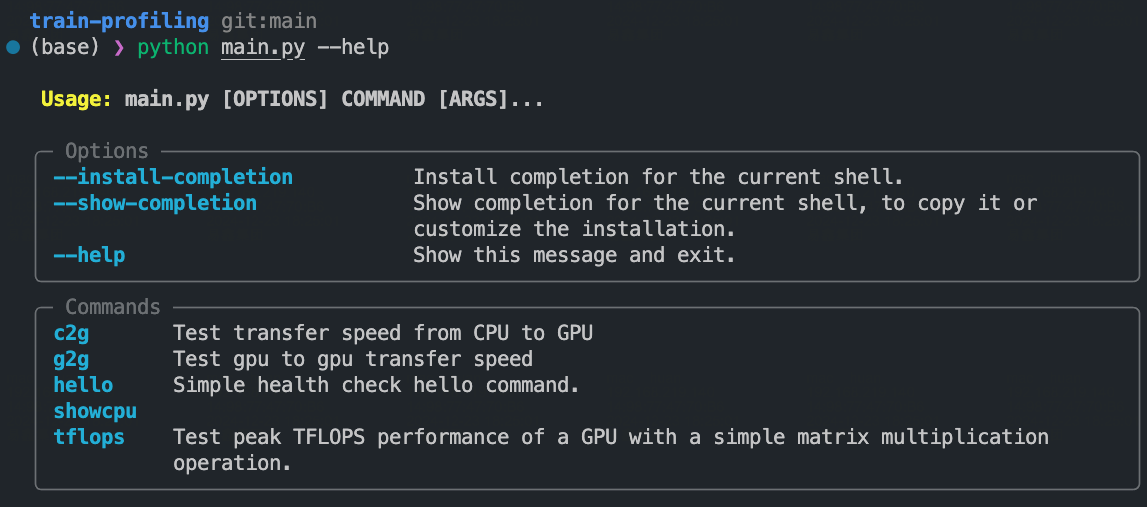 train-profiling git:main
(base) ❯ python main.py --help
Usage: main.py [OPTIONS] COMMAND [ARGS]...
Options
--install-completion Install completion for the current shell.
--show-completion Show completion for the current shell, to copy it or
customize the installation.
--help Show this message and exit.
Commands
c2g Test transfer speed from CPU to GPU
g2g Test gpu to gpu transfer speed
hello Simple health check hello command.
showcpu
tflops Test peak TFLOPS performance of a GPU with a simple matrix multiplication
operation.